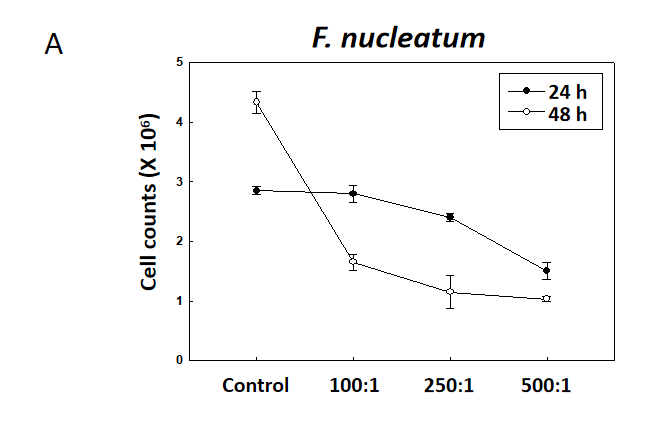 A
F. nucleatum
5
4
3
2
1
0
Cell counts (X 10⁶)
24 h
48 h
Control 100:1 250:1 500:1